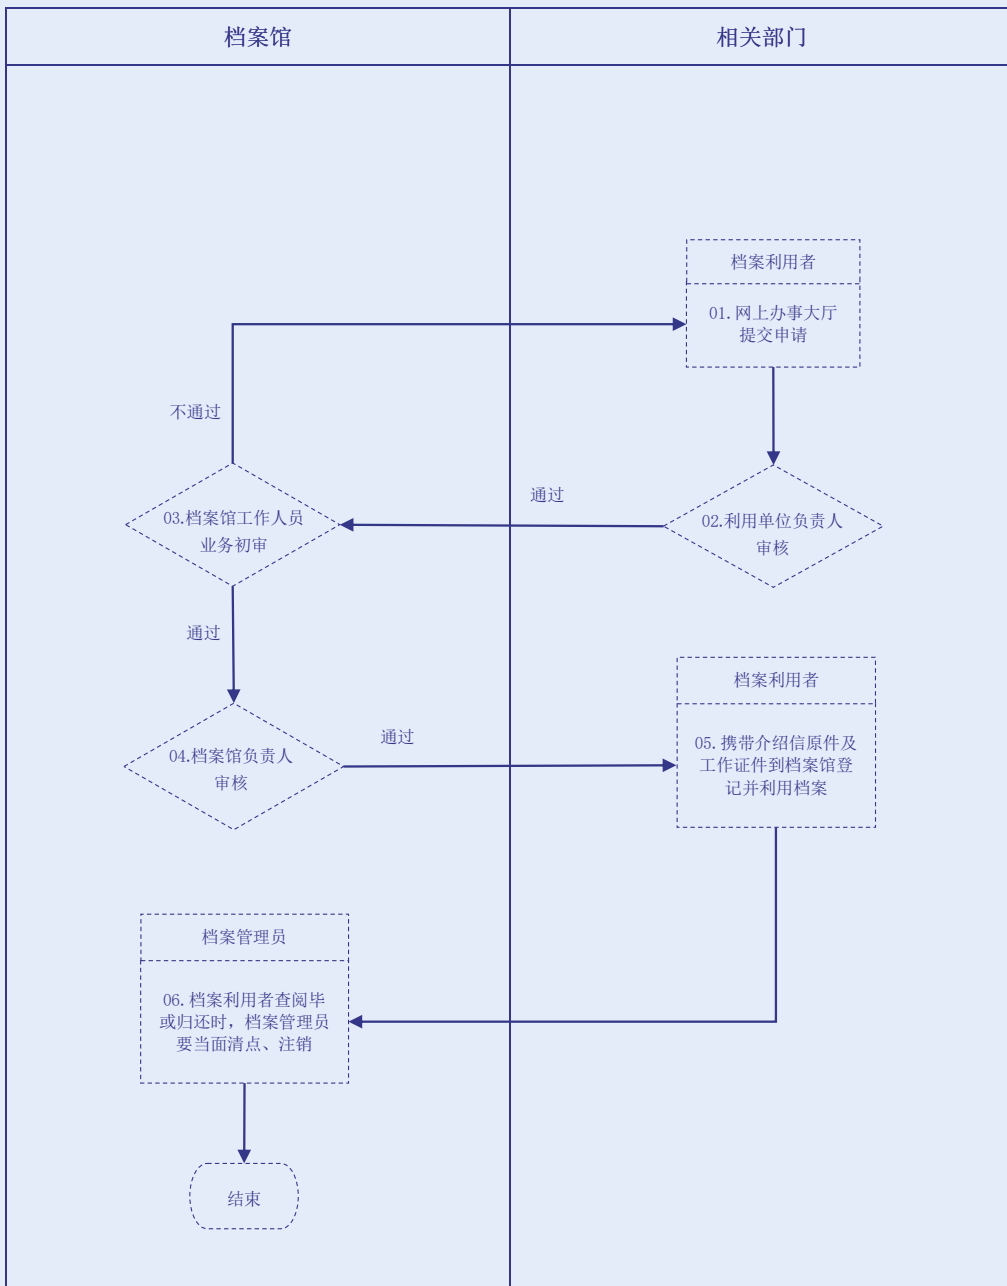 档案馆
相关部门
档案利用者
01. 网上办事大厅
提交申请
不通过
通过
03.档案馆工作人员
业务初审
02.利用单位负责人
审核
通过
档案利用者
通过
04.档案馆负责人
审核
05. 携带介绍信原件及
工作证件到档案馆登
记并利用档案
档案管理员
06. 档案利用者查阅毕
或归还时，档案管理员
要当面清点、注销
结束